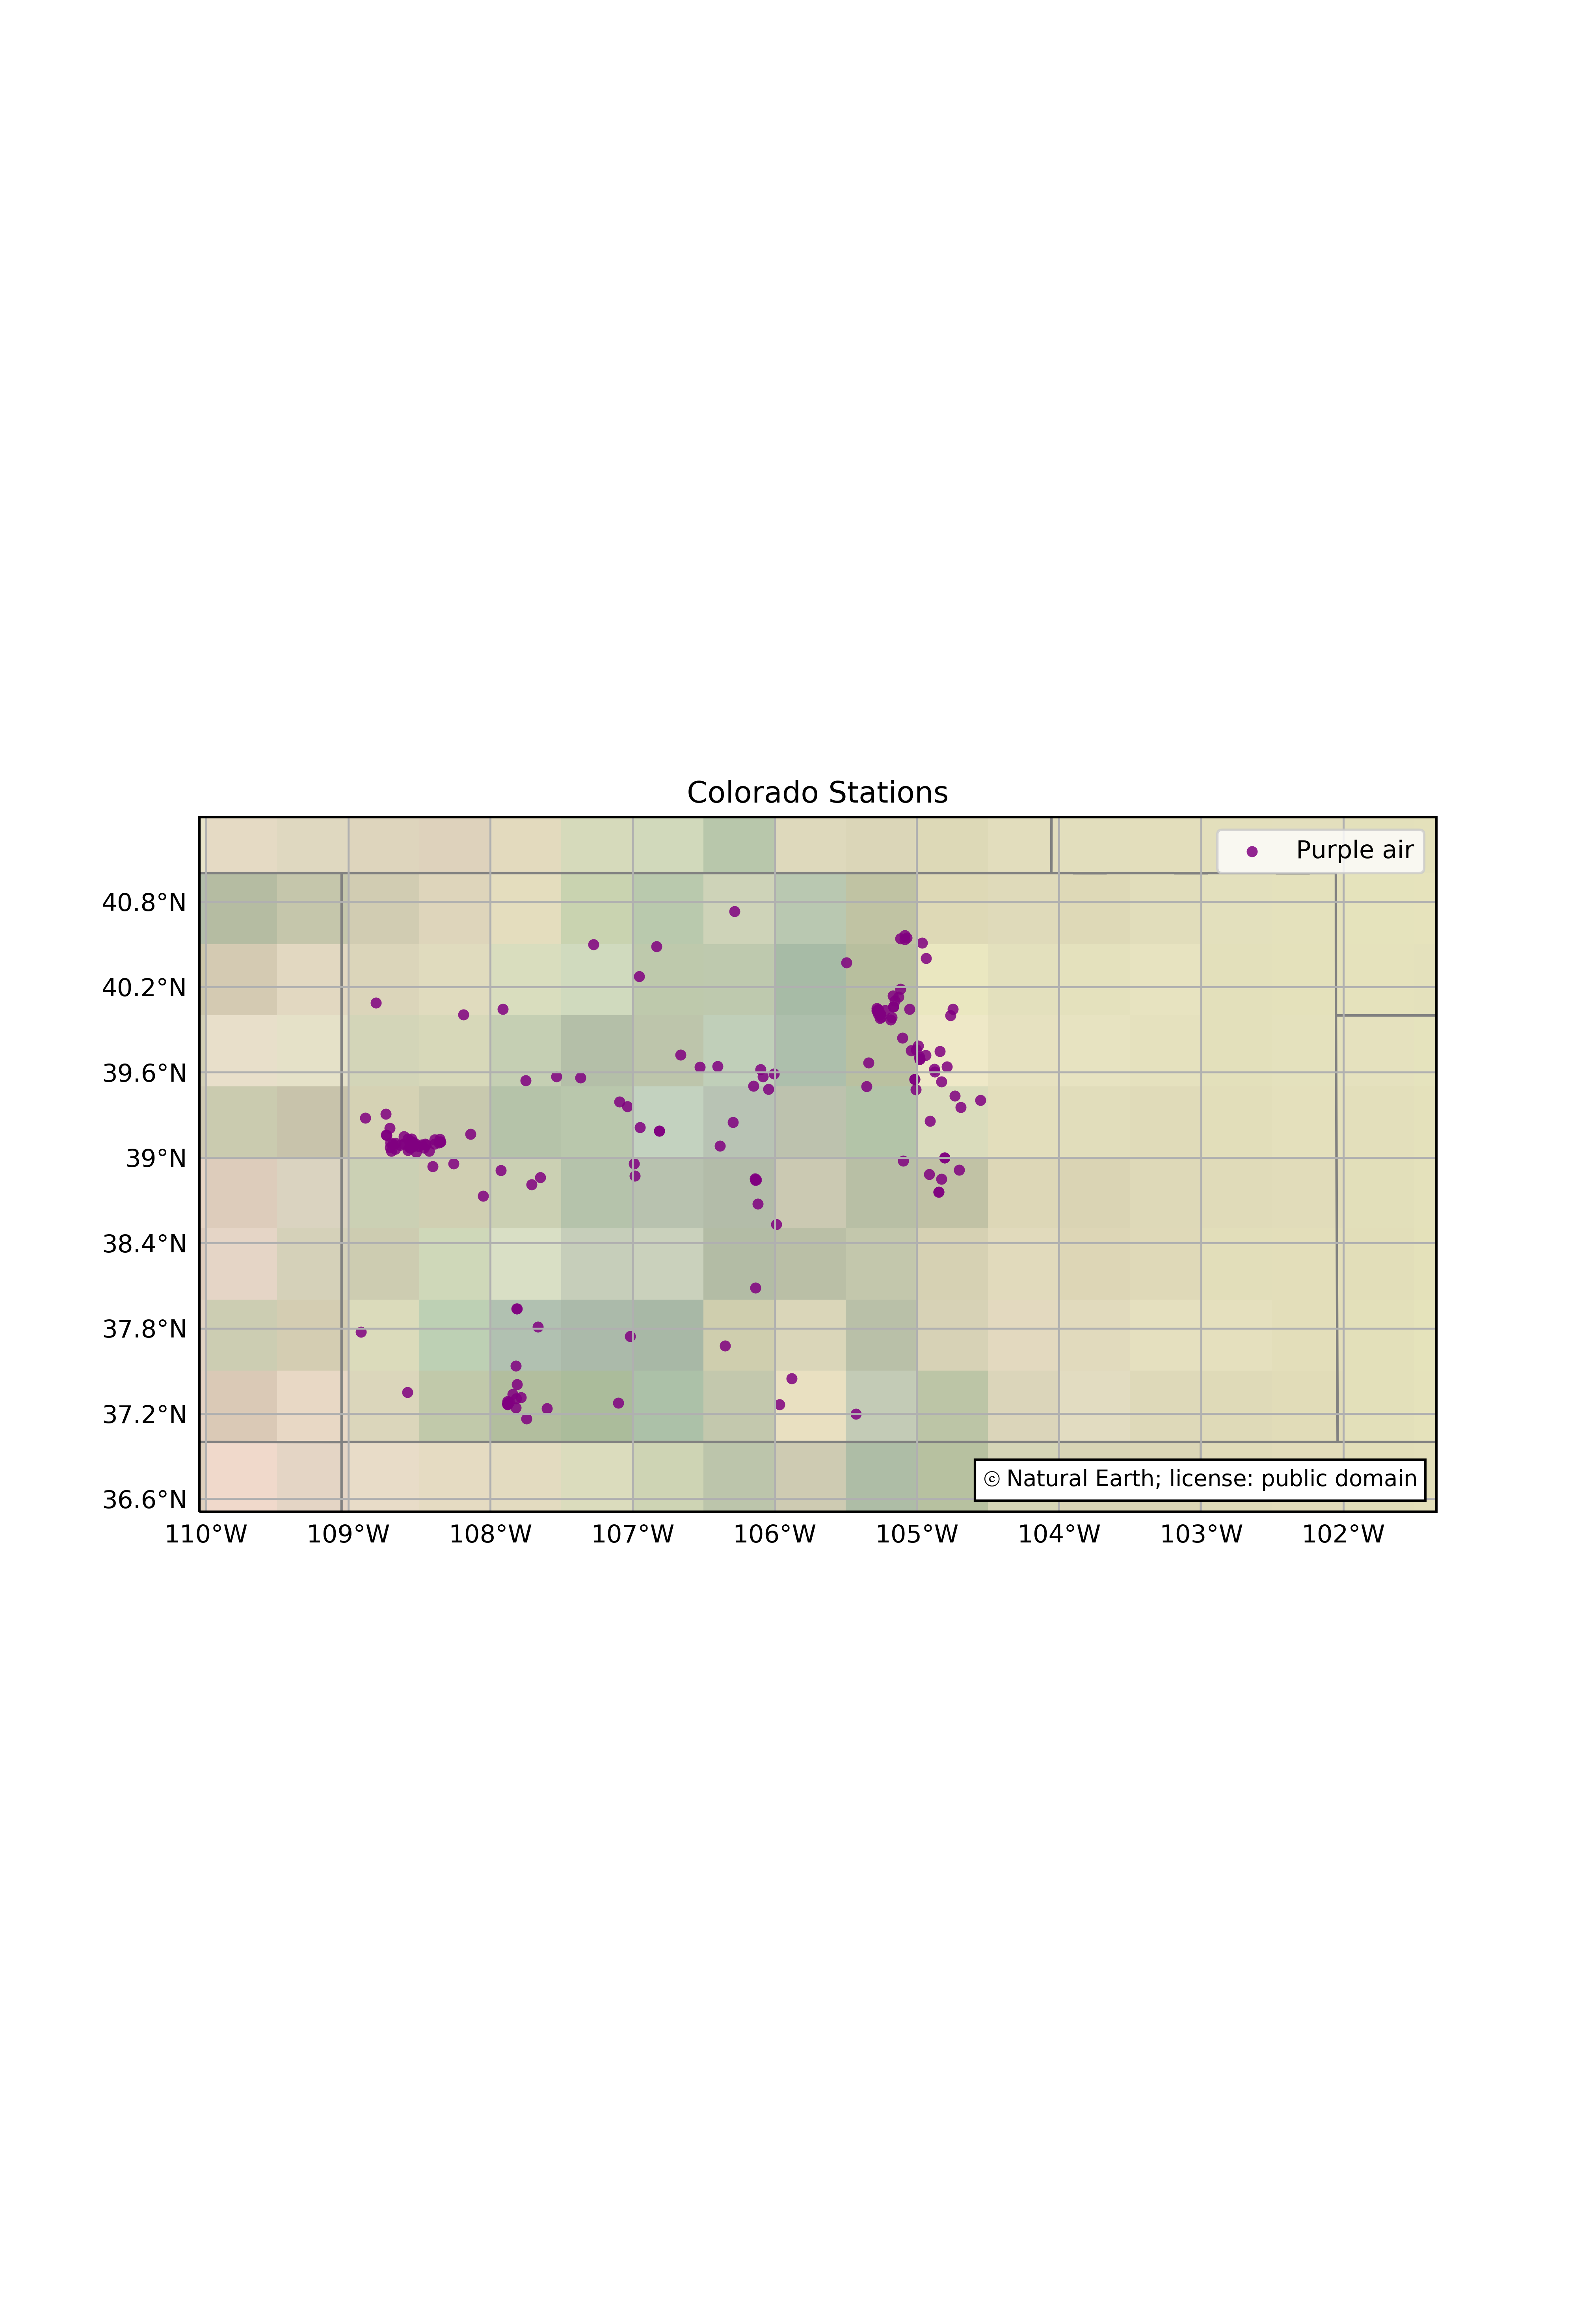 Colorado Stations
Purple air
40.8°N
40.2°N
39.6°N
39°N
38.4°N
37.8°N
37.2°N
36.6°N
© Natural Earth; license: public domain
110°W 109°W 108°W 107°W 106°W 105°W 104°W 103°W 102°W